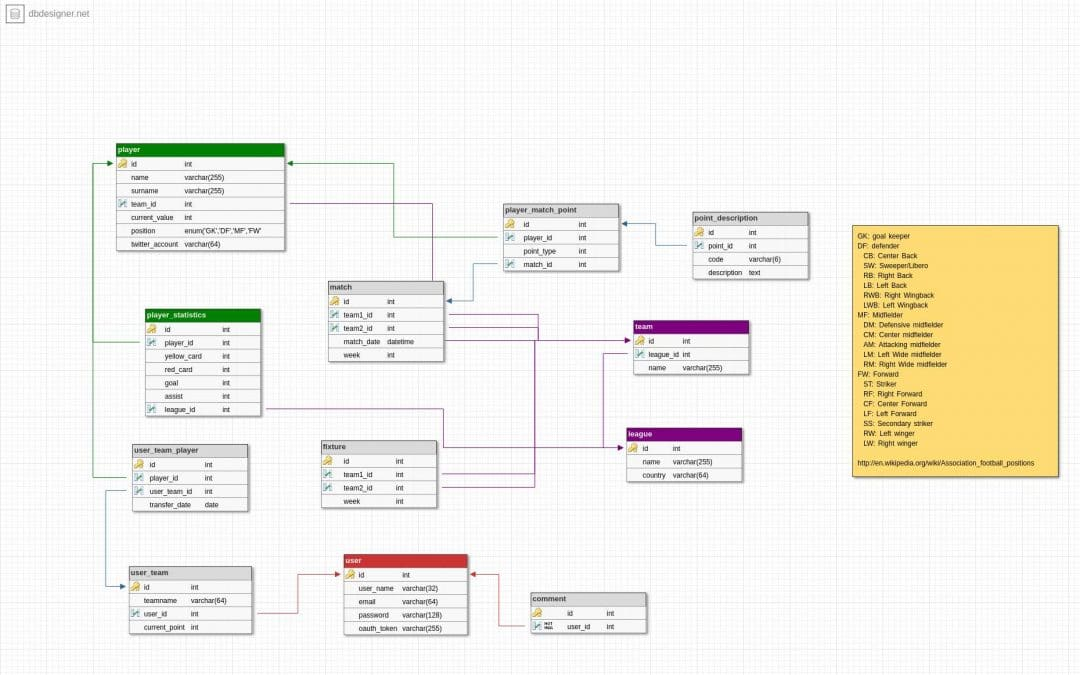 dbdesigner.net
player
id int
name varchar(255)
surname varchar(255)
team_id int
current_value int
position enum('GK','DF','MF','FW'
twitter_account varchar(64)
player_match_point
id int
player_id int
point_type int
match_id int
point_description
id int
point_id int
code varchar(6)
description text
match
id int
team1_id int
team2_id int
match_date datetime
week int
player_statistics
id int
player_id int
yellow_card int
red_card int
goal int
assist int
league_id int
team
id int
league_id int
name varchar(255)
league
id int
name varchar(255)
country varchar(64)
user_team_player
id int
player_id int
user_team_id int
transfer_date date
fixture
id int
team1_id int
team2_id int
week int
user_team
id int
teamname varchar(64)
user_id int
current_point int
user
id int
user_name varchar(32)
email varchar(64)
password varchar(128)
oauth_token varchar(255)
comment
id int
NOT NULL user_id int
GK: goal keeper
DF: defender
CB: Center Back
SW: Sweeper/Libero
RB: Right Back
LB: Left Back
RWB: Right Wingback
LWB: Left Wingback
MF: Midfielder
DM: Defensive midfielder
CM: Center midfielder
AM: Attacking midfielder
LM: Left Wide midfielder
RM: Right Wide midfielder
FW: Forward
ST: Striker
RF: Right Forward
CF: Center Forward
LF: Left Forward
SS: Secondary striker
RW: Left winger
LW: Right winger
http://en.wikipedia.org/wiki/Association_football_positions